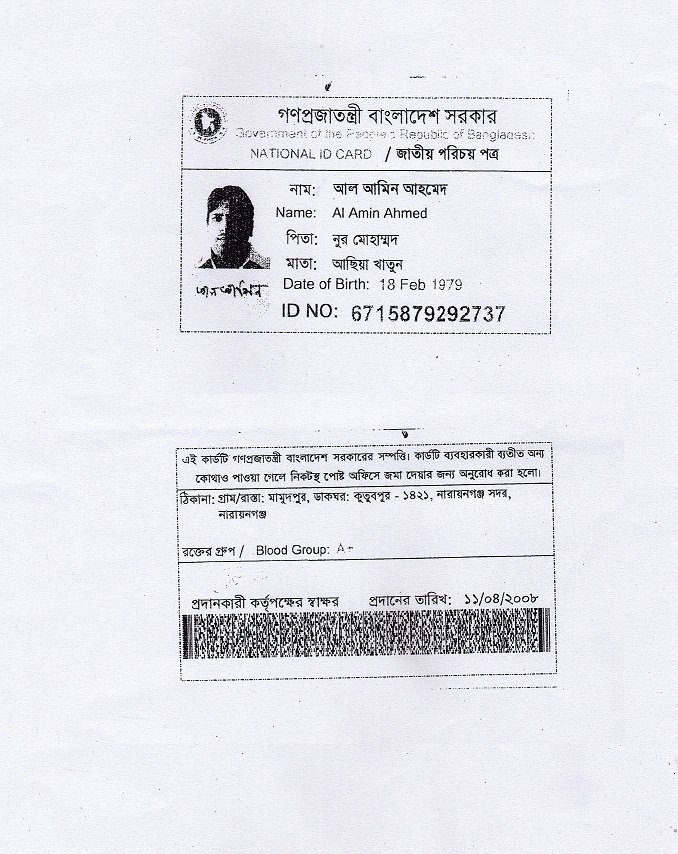 গণপ্রজাতন্ত্রী বাংলাদেশ সরকার
Government of the People's Republic of Bangladesh
NATIONAL ID CARD / জাতীয় পরিচয় পত্র
নাম: আল আমিন আহমেদ
Name: Al Amin Ahmed
পিতা: নুর মোহাম্মদ
মাতা: আছিয়া খাতুন
Date of Birth: 18 Feb 1979
ID NO: 6715879292737
এই কার্ডটি গণপ্রজাতন্ত্রী বাংলাদেশ সরকারের সম্পত্তি। কার্ডটি ব্যবহারকারী ব্যতীত অন্য
কোথাও পাওয়া গেলে নিকটস্থ পোষ্ট অফিসে জমা দেয়ার জন্য অনুরোধ করা হলো।
ঠিকানা: গ্রাম/রাস্তা: মামুদপুর, ডাকঘর: কুতুবপুর - ১৪২১, নারায়নগঞ্জ সদর,
নারায়নগঞ্জ
রক্তের গ্রুপ / Blood Group: A+
প্রদানকারী কর্তৃপক্ষের স্বাক্ষর প্রদানের তারিখ: ১১/০৪/২০০৮